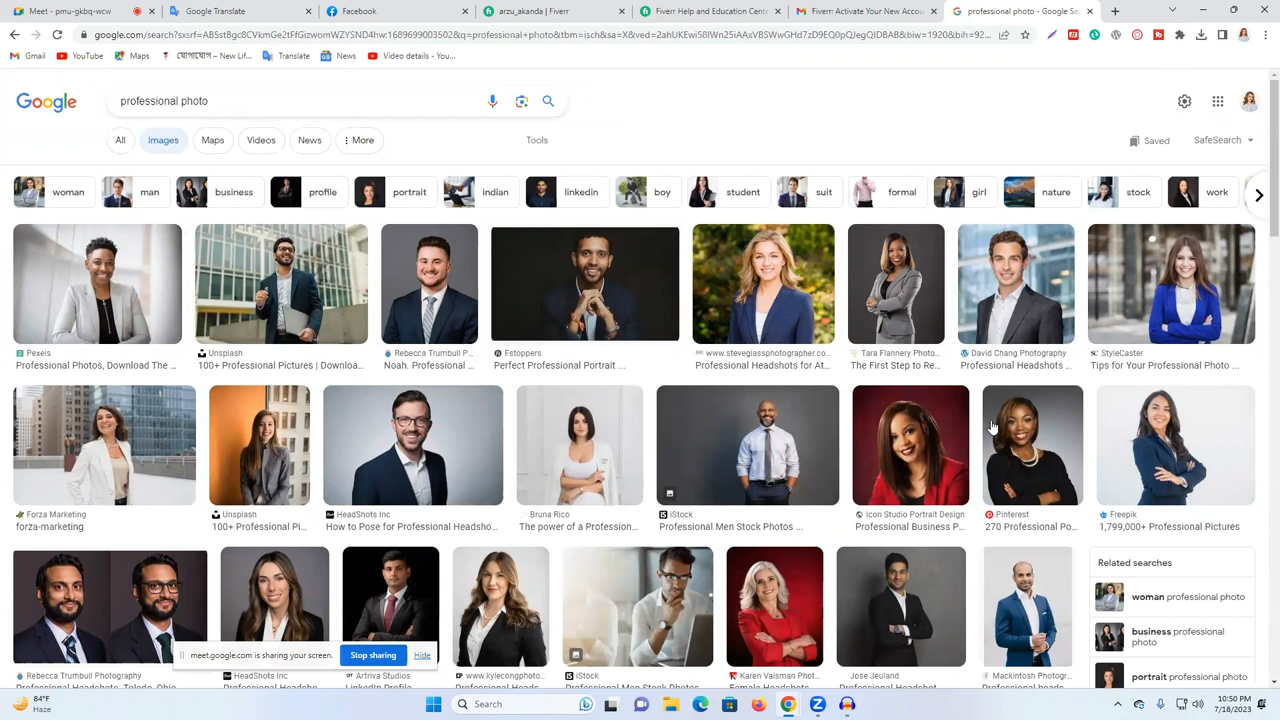 Meet - pmu-gkbq-wcw
Google Translate
Facebook
arzu_akanda | Fiverr
Fiverr Help and Education Cente
Fiverr: Activate Your New Accou
professional photo - Google Sea
Gmail
YouTube
Maps
যোগাযোগ – New Lif...
Translate
News
Video details - You...
Google
professional photo
All
Images
Maps
Videos
News
More
Tools
Saved
SafeSearch
woman
man
business
profile
portrait
indian
linkedin
boy
student
suit
formal
girl
nature
stock
work
Pexels
Professional Photos, Download The ...
Unsplash
100+ Professional Pictures | Downloa...
Rebecca Trumbull P...
Noah. Professional ...
Fstoppers
Perfect Professional Portrait ...
www.steveglassphotographer.co...
Professional Headshots for At...
Tara Flannery Photo...
The First Step to Re...
David Chang Photography
Professional Headshots ...
StyleCaster
Tips for Your Professional Photo ...
Forza Marketing
forza-marketing
Unsplash
100+ Professional Pi...
HeadShots Inc
How to Pose for Professional Headsho...
Bruna Rico
The power of a Profession...
iStock
Professional Men Stock Photos ...
Icon Studio Portrait Design
Professional Business P...
Pinterest
270 Professional Po...
Freepik
1,799,000+ Professional Pictures
Related searches
woman professional photo
business professional
photo
portrait professional
meet.google.com is sharing your screen.
Stop sharing
Hide
Rebecca Trumbull Photography
HeadShots Inc
Artriva Studio
www.kylecongphoto...
iStock
Karen Vaisman Photo...
Jose Jeuland
Mackintosh Photogr...
84°F
Haze
Search
10:50 PM
7/18/2023